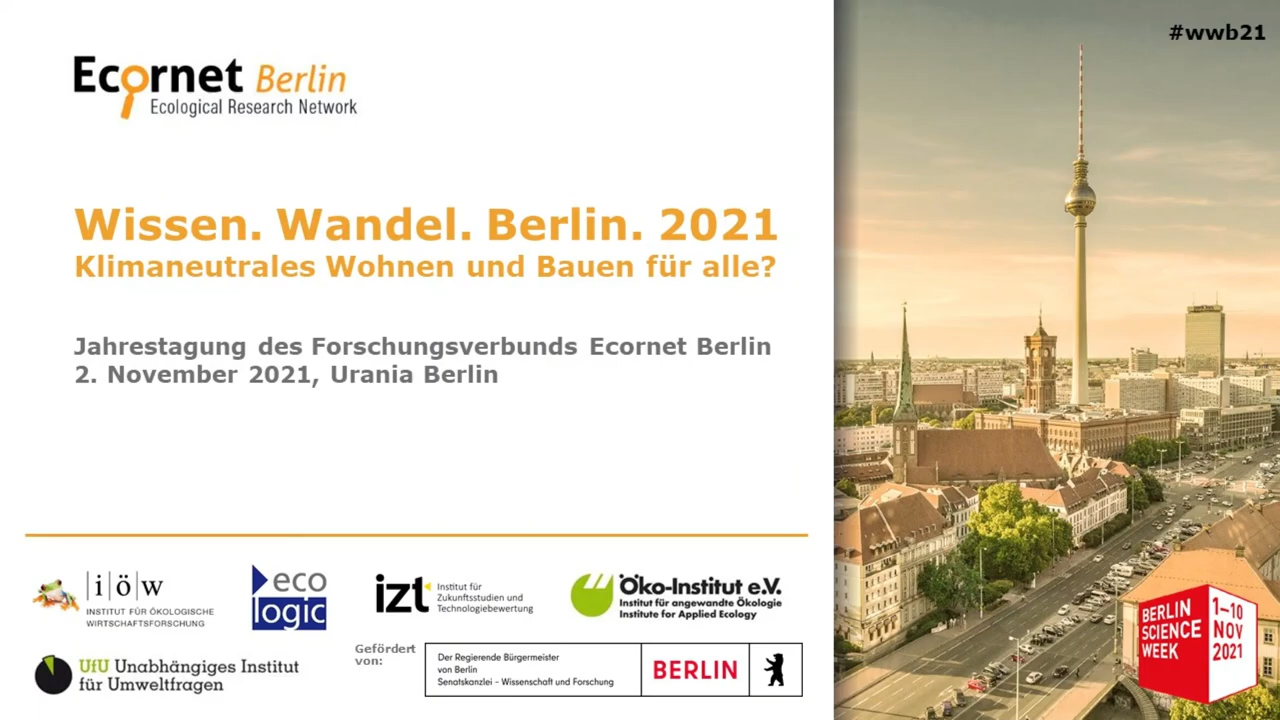 #wwb21
Ecornet Berlin
Ecological Research Network
Wissen. Wandel. Berlin. 2021
Klimaneutrales Wohnen und Bauen für alle?
Jahrestagung des Forschungsverbunds Ecornet Berlin
2. November 2021, Urania Berlin
|i|ö|w
INSTITUT FÜR ÖKOLOGISCHE
WIRTSCHAFTSFORSCHUNG
eco
logic
izt
Institut für
Zukunftsstudien und
Technologiebewertung
Öko-Institut e.V.
Institut für angewandte Ökologie
Institute for Applied Ecology
UfU Unabhängiges Institut
für Umweltfragen
Gefördert
von:
Der Regierende Bürgermeister
von Berlin
Senatskanzlei – Wissenschaft und Forschung
BERLIN
BERLIN
SCIENCE
WEEK
1–10
NOV
2021